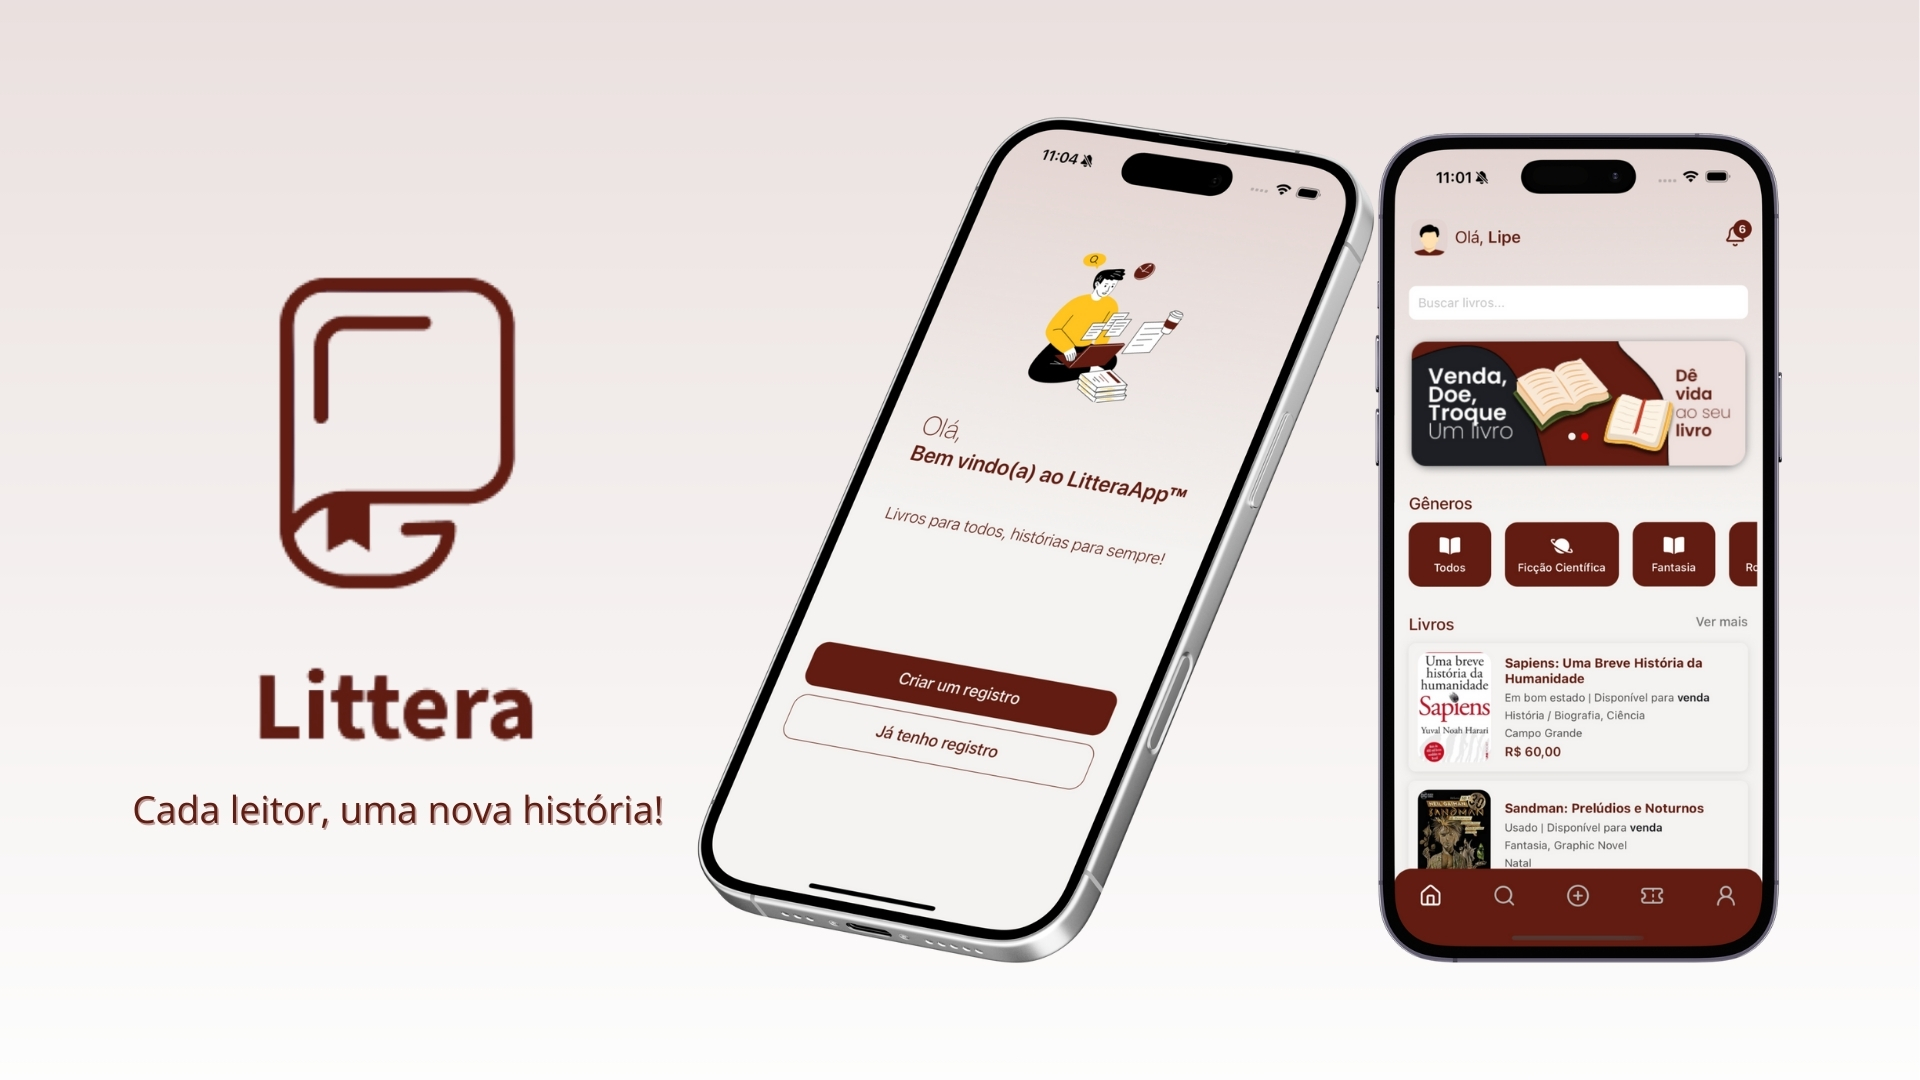 Littera
Cada leitor, uma nova história!
11:04
Olá,
Bem vindo(a) ao LitteraApp™
Livros para todos, histórias para sempre!
Criar um registro
Já tenho registro
11:01
Olá, Lipe
6
Buscar livros...
Venda,
Doe,
Troque
Um livro
Dê
vida
ao seu
livro
Gêneros
Todos
Ficção Científica
Fantasia
Ro
Livros
Ver mais
Uma breve
história da
humanidade
Sapiens
Yuval Noah Harari
Sapiens: Uma Breve História da
Humanidade
Em bom estado | Disponível para venda
História / Biografia, Ciência
Campo Grande
R$ 60,00
SANDMAN
Sandman: Prelúdios e Noturnos
Usado | Disponível para venda
Fantasia, Graphic Novel
Natal